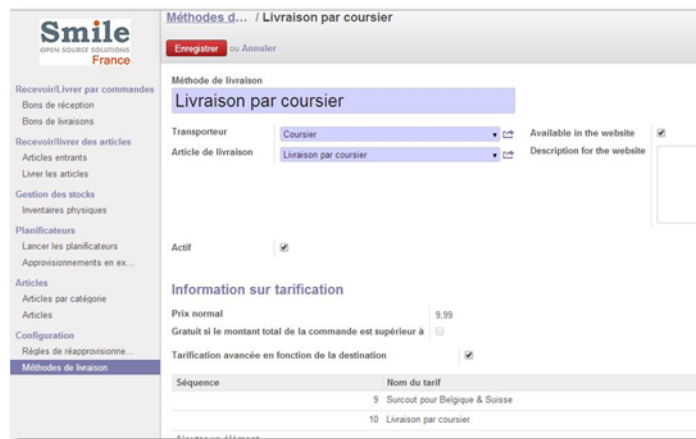 Smile
OPEN SOURCE SOLUTIONS
France
Recevoir/Livrer par commandes
Bons de réception
Bons de livraisons
Recevoir/livrer des articles
Articles entrants
Livrer les articles
Gestion des stocks
Inventaires physiques
Planificateurs
Lancer les planificateurs
Approvisionnements en ex...
Articles
Articles par catégorie
Articles
Configuration
Règles de réapprovisionne...
Méthodes de livraison
Méthodes d... / Livraison par coursier
Enregistrer ou Annuler
Méthode de livraison
Livraison par coursier
Transporteur Coursier Available in the website
Article de livraison Livraison par coursier Description for the website
Actif
Information sur tarification
Prix normal 9,99
Gratuit si le montant total de la commande est supérieur à
Tarification avancée en fonction de la destination
Séquence Nom du tarif
9 Surcout pour Belgique & Suisse
10 Livraison par coursier
Ajouter un élément